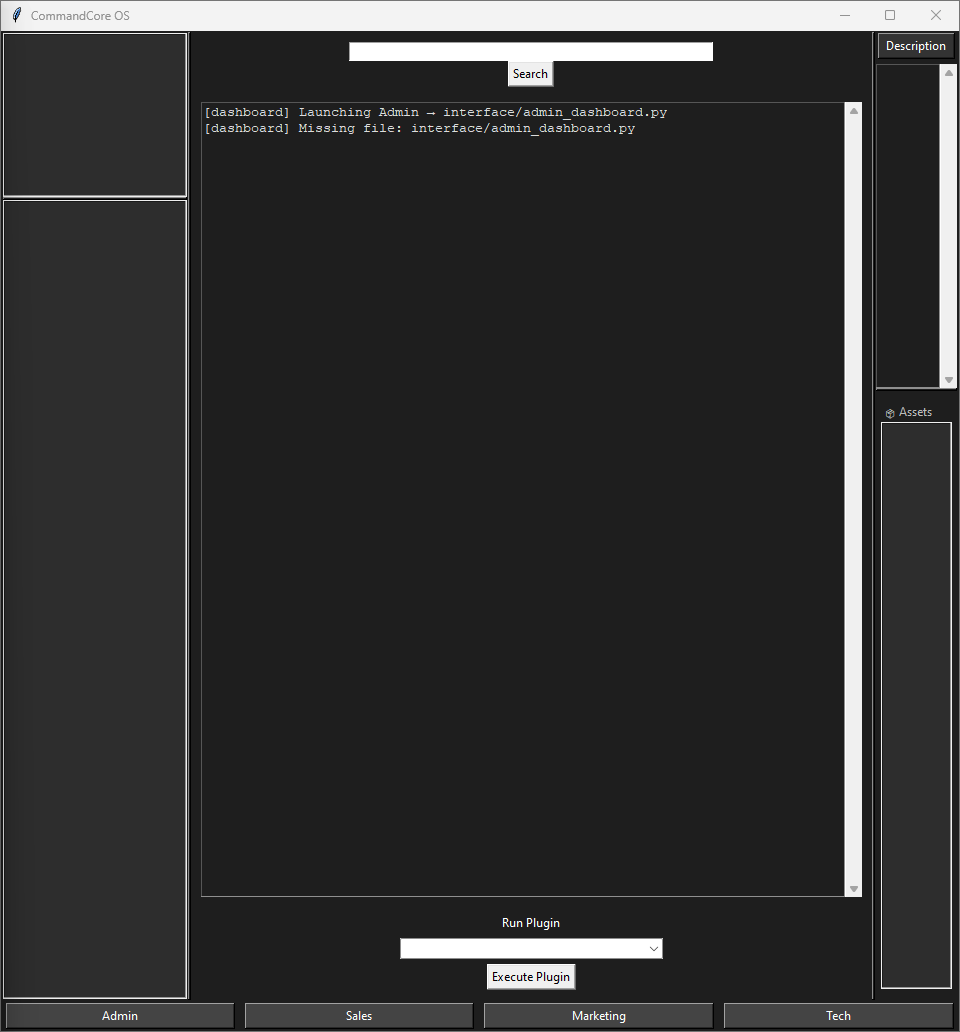 CommandCore OS
Search
Description
[dashboard] Launching Admin → interface/admin_dashboard.py
[dashboard] Missing file: interface/admin_dashboard.py
Assets
Run Plugin
Execute Plugin
Admin
Sales
Marketing
Tech